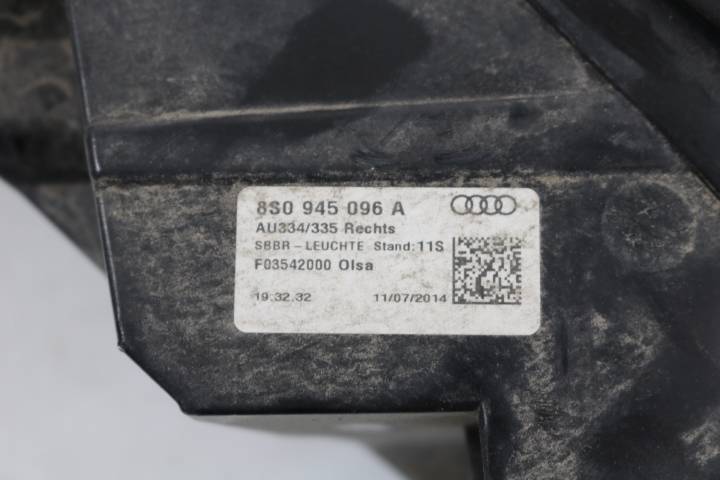 8S0 945 096 A
AU334/335 Rechts
SBBR - LEUCHTE Stand: 11S
F03542000 Olsa
19.32.32 11/07/2014